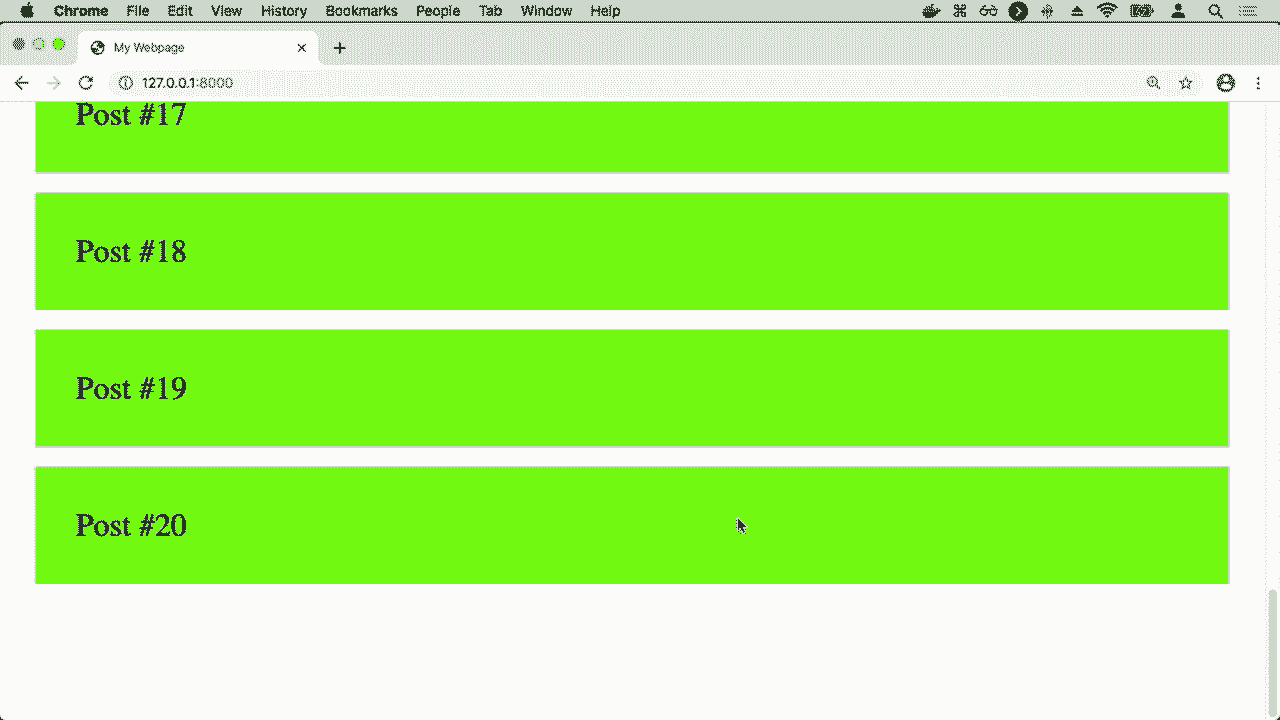 Chrome File Edit View History Bookmarks People Tab Window Help
My Webpage
127.0.0.1:8000
Post #17
Post #18
Post #19
Post #20